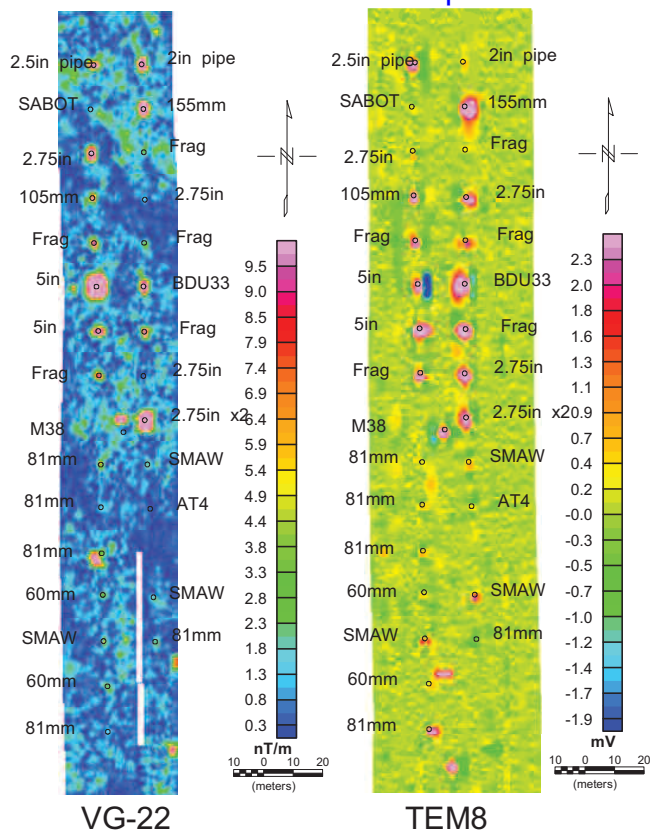 2.5in pipe 2in pipe
SABOT 155mm
2.75in Frag
105mm 2.75in
Frag Frag
5in BDU33
5in Frag
Frag 2.75in
2.75in x2
M38
81mm SMAW
81mm AT4
81mm
60mm SMAW
SMAW 81mm
60mm
81mm
N
9.5
9.0
8.5
7.9
7.4
6.9
6.4
5.9
5.4
4.9
4.4
3.8
3.3
2.8
2.3
1.8
1.3
0.8
0.3
nT/m
10 0 10 20
(meters)
VG-22
2.5in pipe 2in pipe
SABOT 155mm
2.75in Frag
105mm 2.75in
Frag Frag
5in BDU33
5in Frag
Frag 2.75in
2.75in x2
M38
81mm SMAW
81mm AT4
81mm
60mm SMAW
SMAW 81mm
60mm
81mm
N
2.3
2.0
1.8
1.6
1.3
1.1
0.9
0.7
0.4
0.2
-0.0
-0.3
-0.5
-0.7
-1.0
-1.2
-1.4
-1.7
-1.9
mV
10 0 10 20
(meters)
TEM8